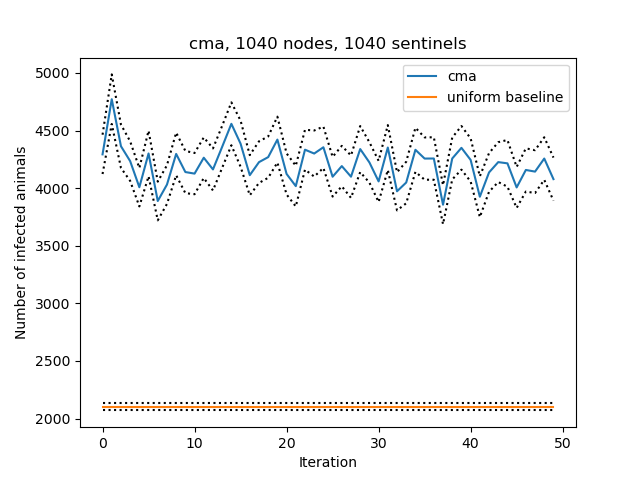 cma, 1040 nodes, 1040 sentinels
cma
uniform baseline
Number of infected animals
5000
4500
4000
3500
3000
2500
2000
0 10 20 30 40 50
Iteration